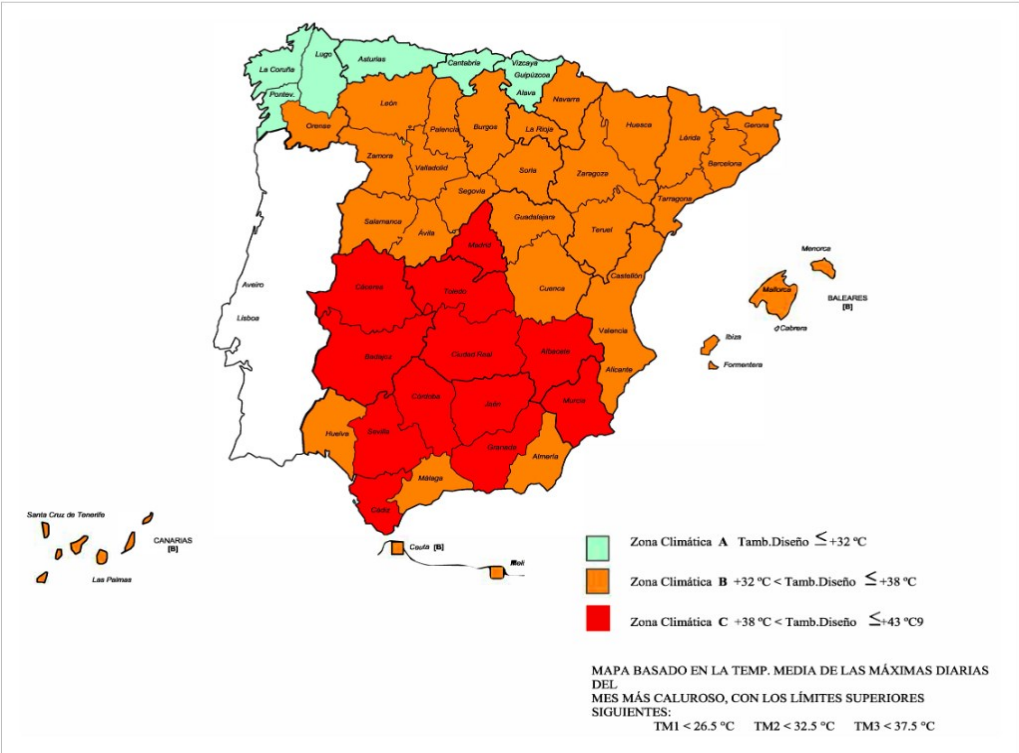 Lugo
La Coruña
Asturias
Cantabria
Vizcaya
Guipúzcoa
Alava
Pontev.
Orense
León
Palencia
Burgos
La Rioja
Navarra
Huesca
Lérida
Gerona
Barcelona
Zamora
Valladolid
Soria
Zaragoza
Tarragona
Segovia
Salamanca
Ávila
Guadalajara
Teruel
Madrid
Castellón
Cáceres
Toledo
Cuenca
Valencia
Badajoz
Ciudad Real
Albacete
Alicante
Córdoba
Jaén
Murcia
Huelva
Sevilla
Granada
Almería
Málaga
Cádiz
Aveiro
Lisboa
Menorca
Mallorca
BALEARES
[B]
Cabrera
Ibiza
Formentera
Santa Cruz de Tenerife
CANARIAS
[B]
Las Palmas
Ceuta [B]
Meli
Zona Climática A Tamb.Diseño ≤+32 ºC
Zona Climática B +32 ºC < Tamb.Diseño ≤+38 ºC
Zona Climática C +38 ºC < Tamb.Diseño ≤+43 ºC9
MAPA BASADO EN LA TEMP. MEDIA DE LAS MÁXIMAS DIARIAS
DEL
MES MÁS CALUROSO, CON LOS LÍMITES SUPERIORES
SIGUIENTES:
TM1 < 26.5 ºC TM2 < 32.5 ºC TM3 < 37.5 ºC